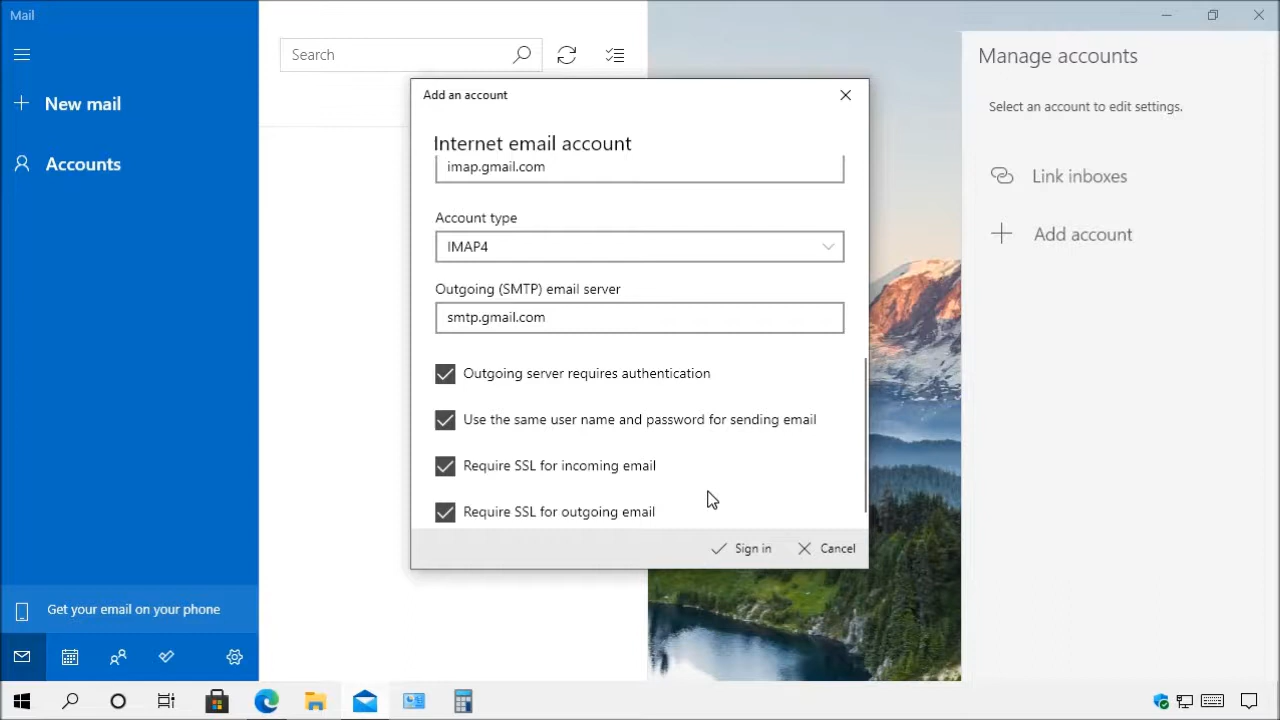 Mail
Search
New mail
Accounts
Get your email on your phone
Add an account
Internet email account
imap.gmail.com
Account type
IMAP4
Outgoing (SMTP) email server
smtp.gmail.com
Outgoing server requires authentication
Use the same user name and password for sending email
Require SSL for incoming email
Require SSL for outgoing email
Sign in
Cancel
Manage accounts
Select an account to edit settings.
Link inboxes
Add account